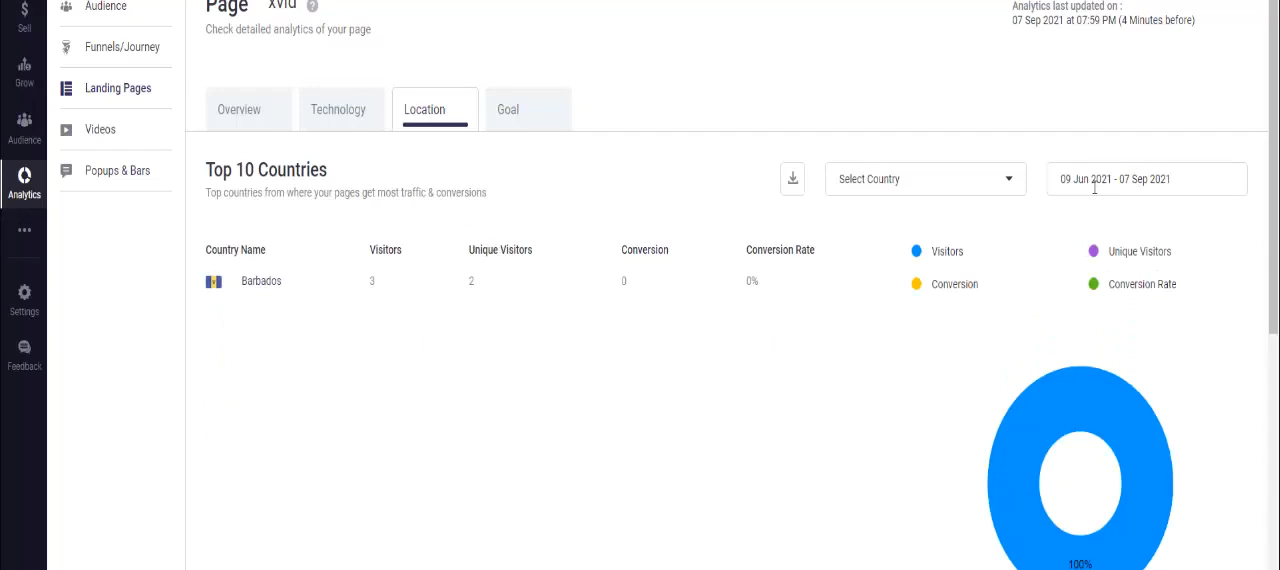 Sell
Grow
Audience
Analytics
Settings
Feedback
Audience
Funnels/Journey
Landing Pages
Videos
Popups & Bars
Page xvid
Check detailed analytics of your page
Analytics last updated on :
07 Sep 2021 at 07:59 PM (4 Minutes before)
Overview Technology Location Goal
Top 10 Countries
Top countries from where your pages get most traffic & conversions
Select Country
09 Jun 2021 - 07 Sep 2021
Country Name Visitors Unique Visitors Conversion Conversion Rate
Barbados 3 2 0 0%
Visitors Unique Visitors
Conversion Conversion Rate
100%